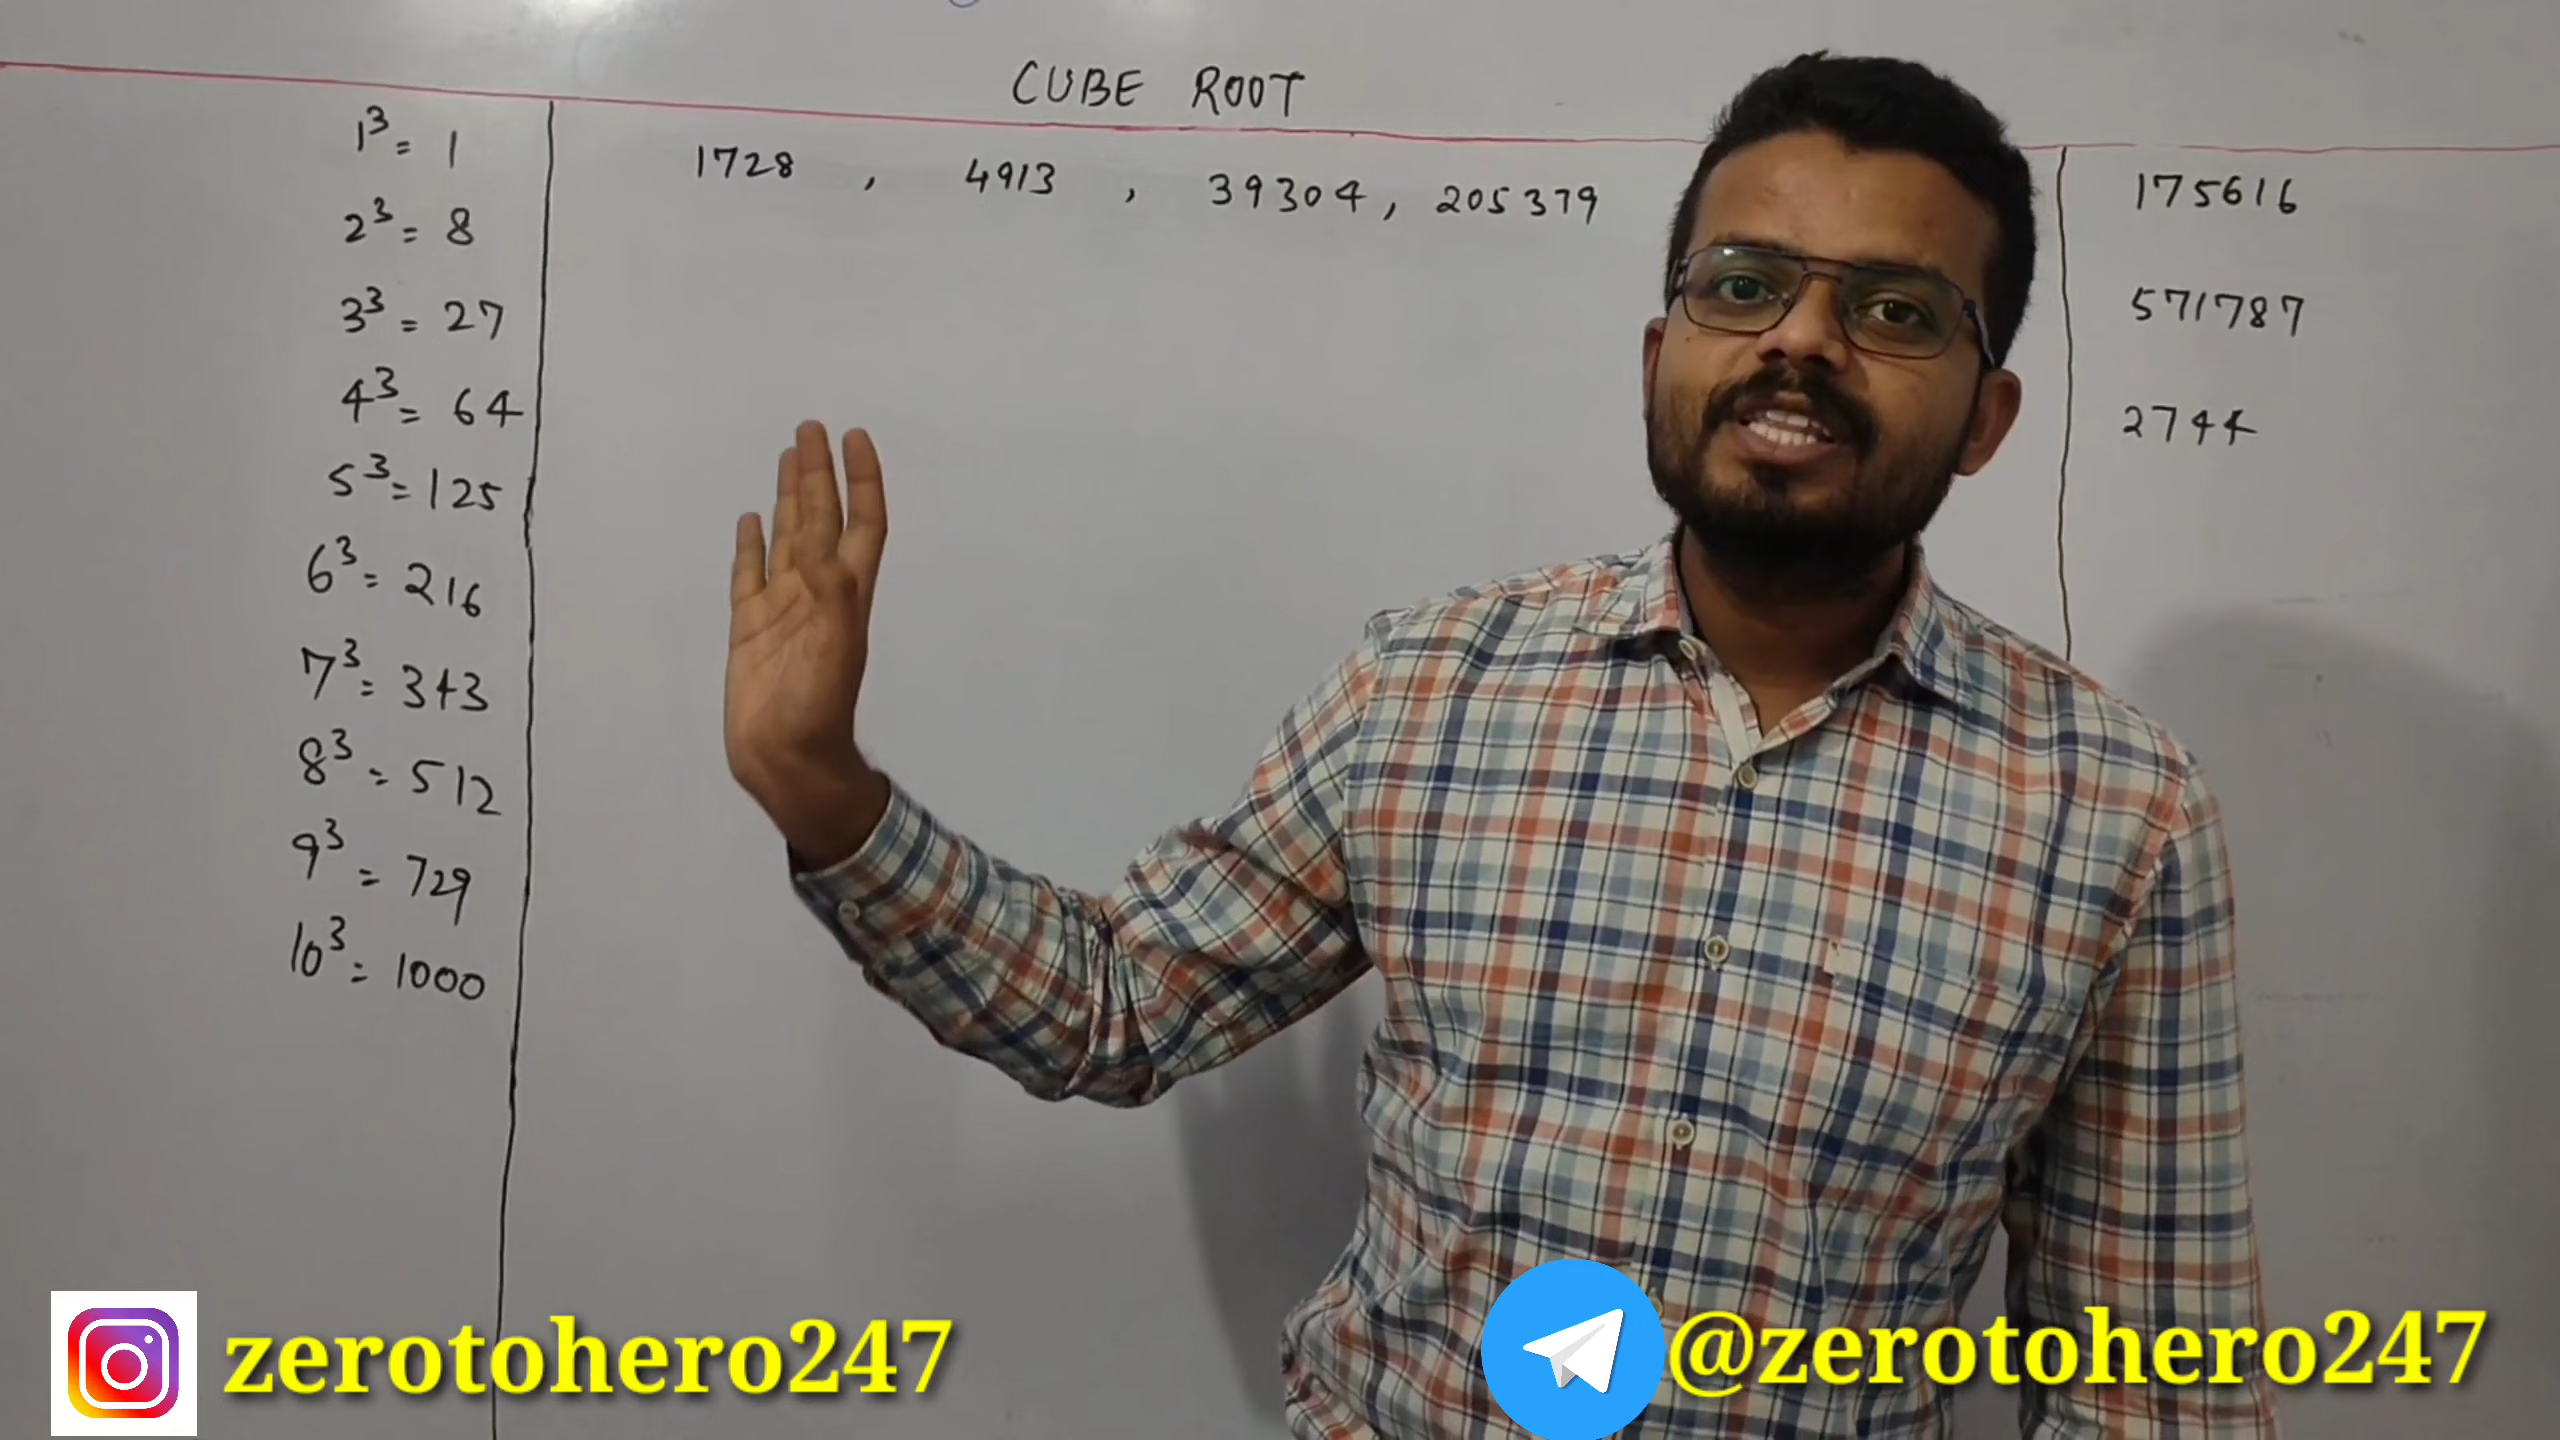 CUBE ROOT
1³ = 1
2³ = 8
3³ = 27
4³ = 64
5³ = 125
6³ = 216
7³ = 343
8³ = 512
9³ = 729
10³ = 1000
1728 , 4913 , 39304, 205379
175616
571787
2744
zerotohero247
@zerotohero247